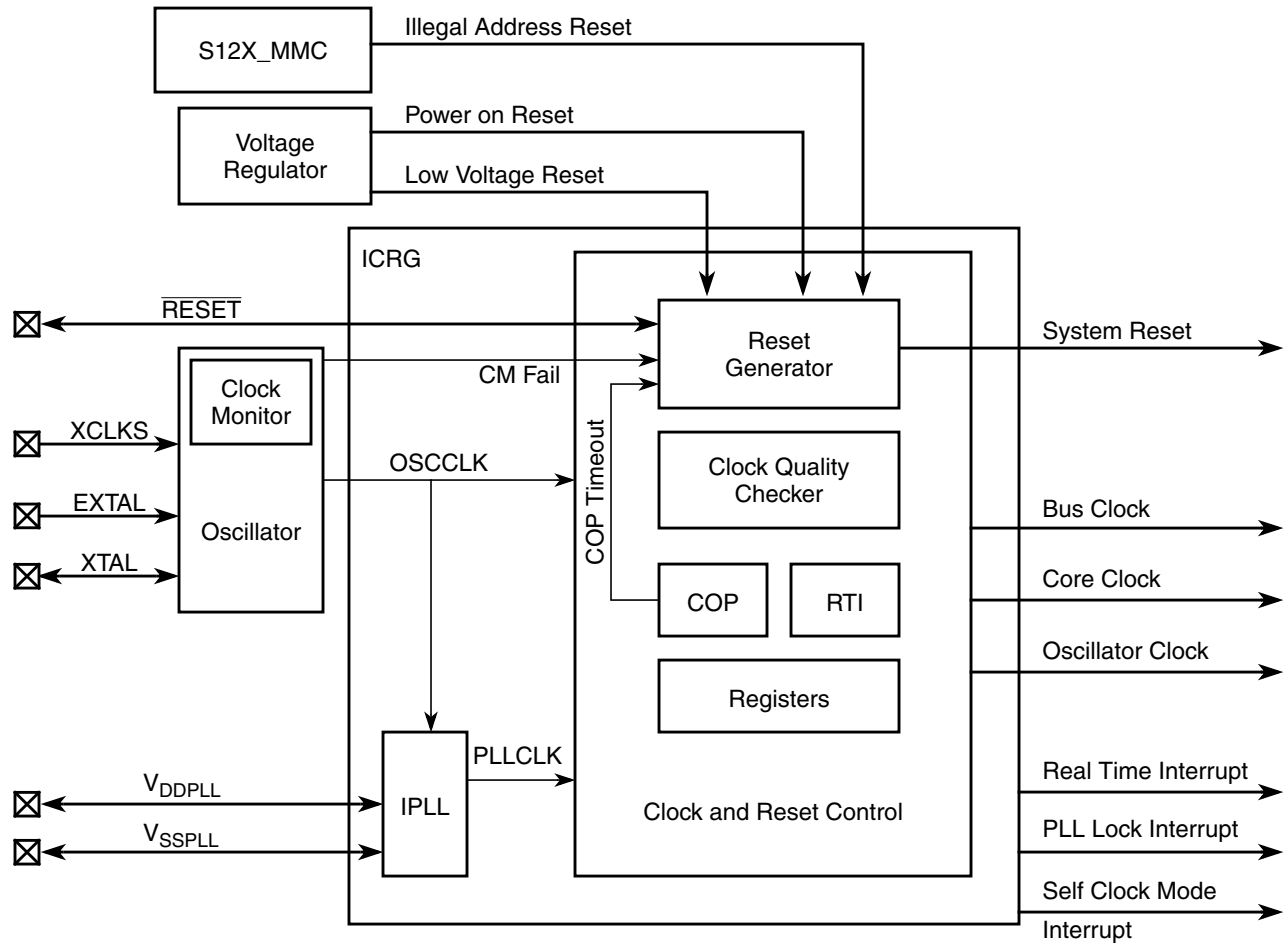 S12X_MMC
Illegal Address Reset
Voltage
Regulator
Power on Reset
Low Voltage Reset
ICRG
RESET
Reset
Generator
System Reset
Clock
Monitor
CM Fail
XCLKS
OSCCLK
COP Timeout
Clock Quality
Checker
EXTAL
Oscillator
XTAL
Bus Clock
COP
RTI
Core Clock
Oscillator Clock
Registers
PLLCLK
VDDPLL
IPLL
VSSPLL
Clock and Reset Control
Real Time Interrupt
PLL Lock Interrupt
Self Clock Mode
Interrupt